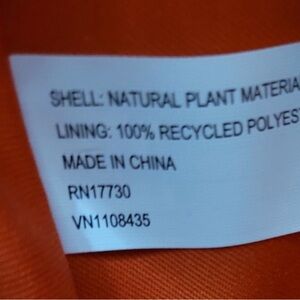 SHELL: NATURAL PLANT MATERIA
LINING: 100% RECYCLED POLYES
MADE IN CHINA
RN17730
VN1108435